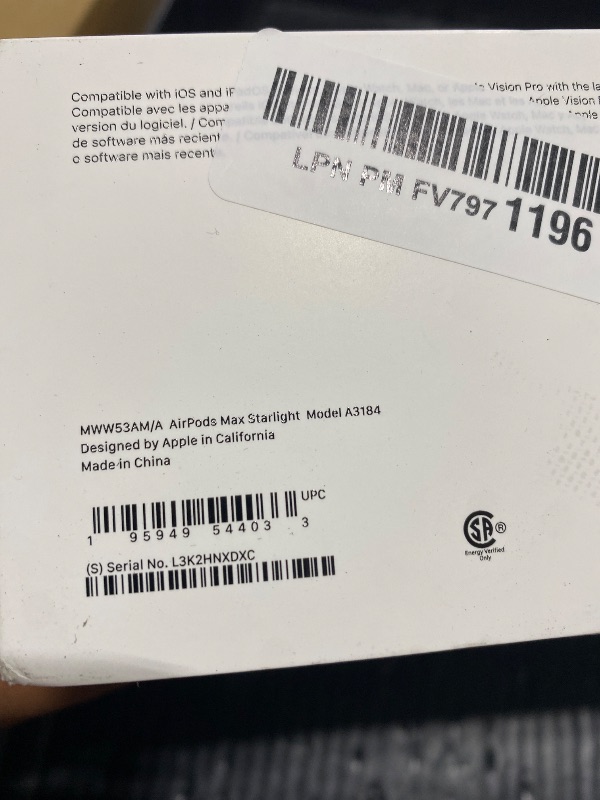 Compatible with iOS and iP
Vision Pro with the la
Compatible avec les appa
Apple Vision
version du logiciel. / Com
de software más recient
o software mais recent
LPN PM FV797 1196
MWW53AM/A AirPods Max Starlight Model A3184
Designed by Apple in California
Made in China
UPC
1 95949 54403 3
(S) Serial No. L3K2HNXDXC
SA®
Energy Verified
Only